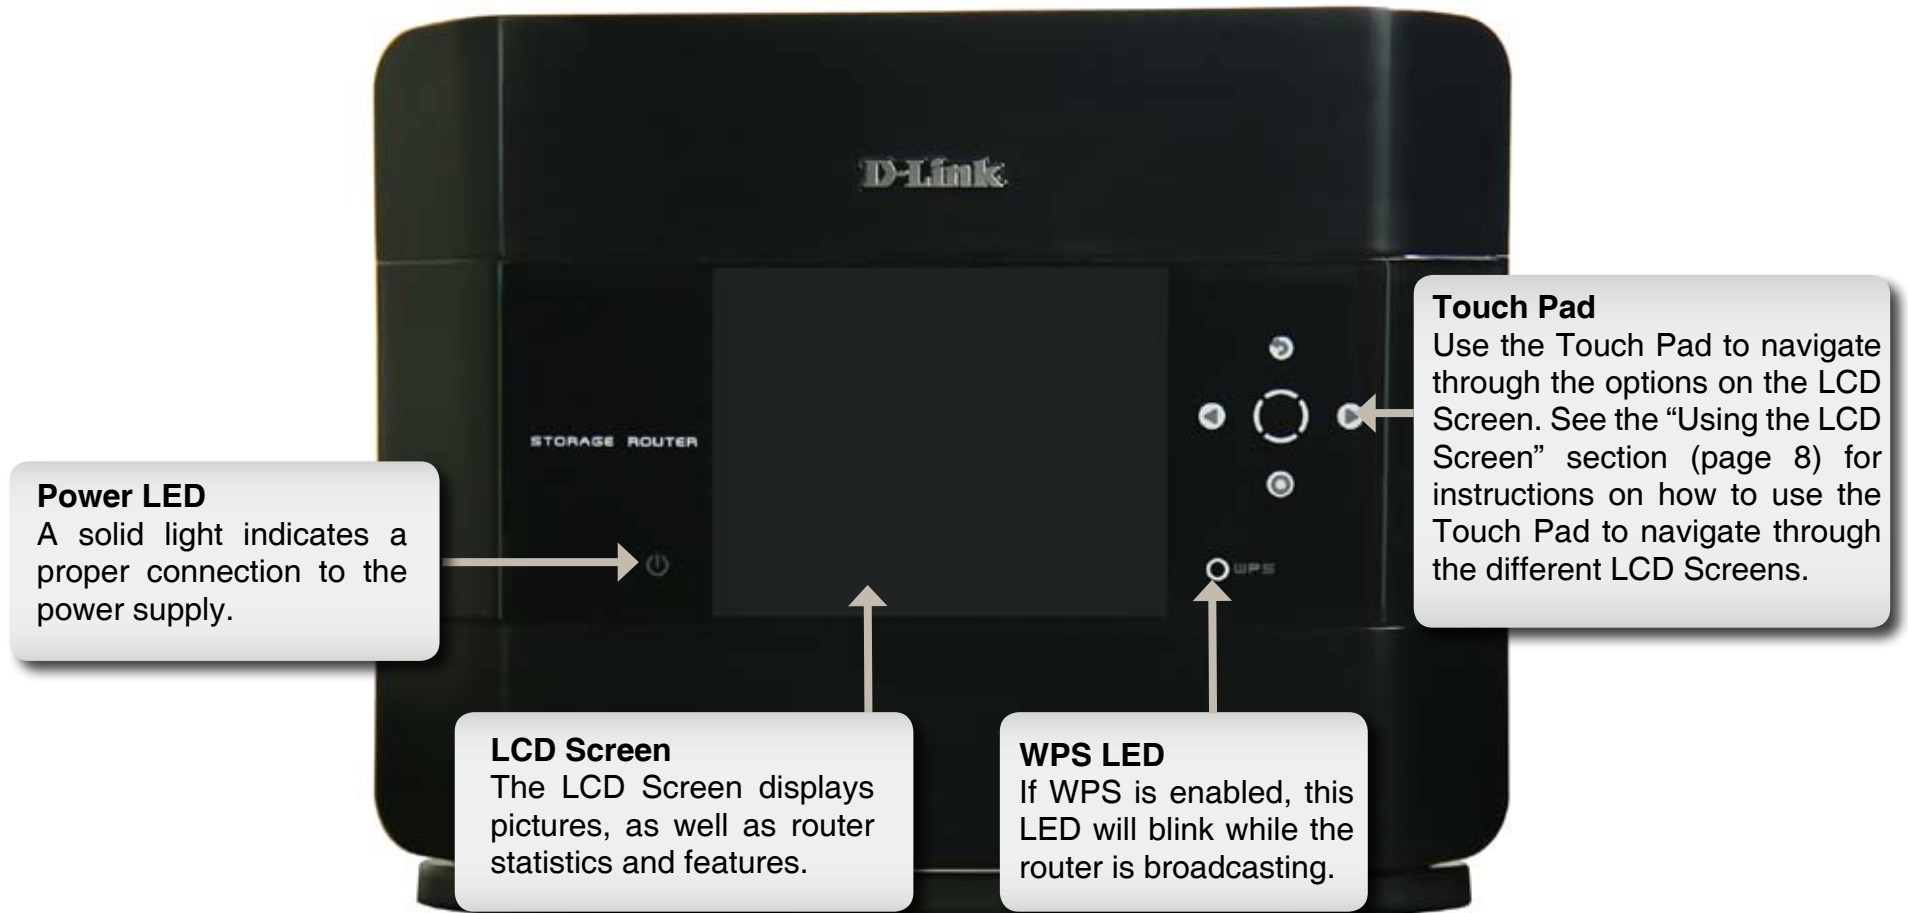 D-Link
Touch Pad
Use the Touch Pad to navigate
through the options on the LCD
Screen. See the “Using the LCD
Screen” section (page 8) for
instructions on how to use the
Touch Pad to navigate through
the different LCD Screens.
STORAGE ROUTER
Power LED
A solid light indicates a
proper connection to the
power supply.
WPS
LCD Screen
The LCD Screen displays
pictures, as well as router
statistics and features.
WPS LED
If WPS is enabled, this
LED will blink while the
router is broadcasting.